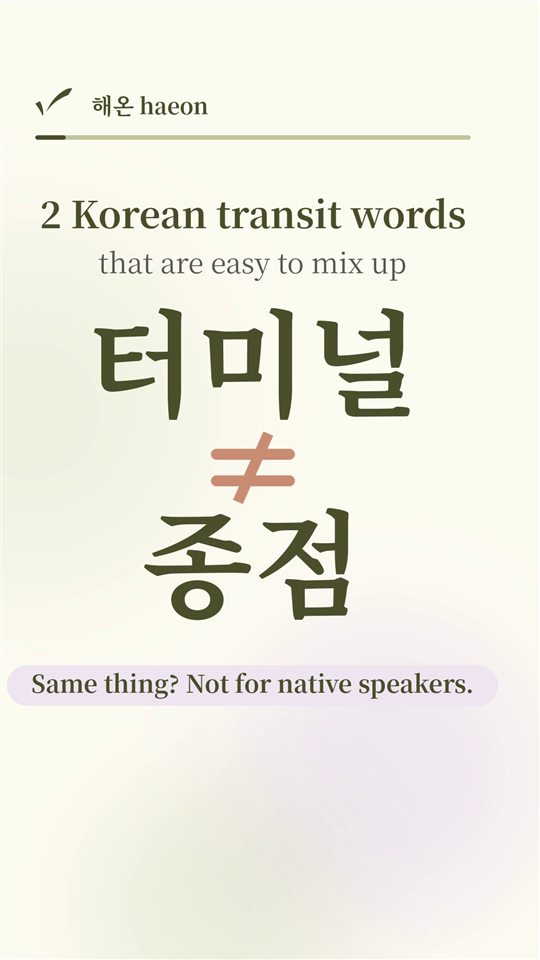 해온 haeon
2 Korean transit words
that are easy to mix up
터미널
≠
종점
Same thing? Not for native speakers.